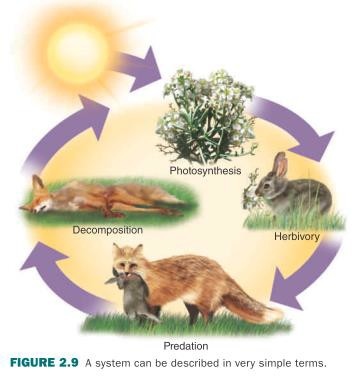 Photosynthesis
Herbivory
Decomposition
Predation
FIGURE 2.9 A system can be described in very simple terms.